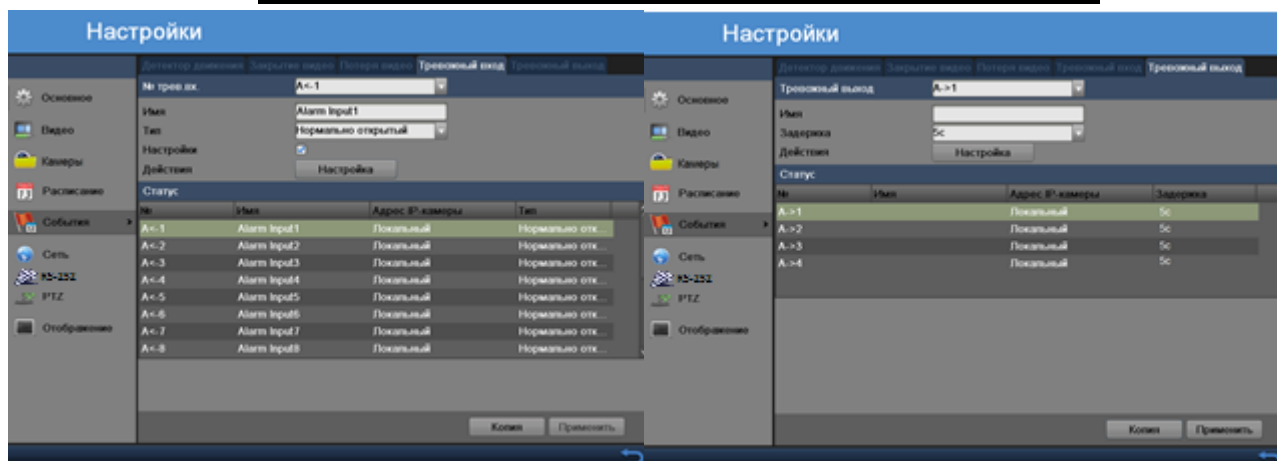 Настройки
Детектор движения Закрытие видео Потеря видео Тревожный вход Тревожный выход
№ трев.вх. A<-1
Имя Alarm Input1
Тип Нормально открытый
Настройки
Действия Настройка
Статус
№ Имя Адрес IP-камеры Тип
A<-1 Alarm Input1 Локальный Нормально отк...
A<-2 Alarm Input2 Локальный Нормально отк...
A<-3 Alarm Input3 Локальный Нормально отк...
A<-4 Alarm Input4 Локальный Нормально отк...
A<-5 Alarm Input5 Локальный Нормально отк...
A<-6 Alarm Input6 Локальный Нормально отк...
A<-7 Alarm Input7 Локальный Нормально отк...
A<-8 Alarm Input8 Локальный Нормально отк...
Основное
Видео
Камеры
Расписание
События
Сеть
RS-232
PTZ
Отображение
Копия Применить
Настройки
Детектор движения Закрытие видео Потеря видео Тревожный вход Тревожный выход
Тревожный выход A->1
Имя
Задержка 5с
Действия Настройка
Статус
№ Имя Адрес IP-камеры Задержка
A->1 Локальный 5с
A->2 Локальный 5с
A->3 Локальный 5с
A->4 Локальный 5с
Основное
Видео
Камеры
Расписание
События
Сеть
RS-232
PTZ
Отображение
Копия Применить